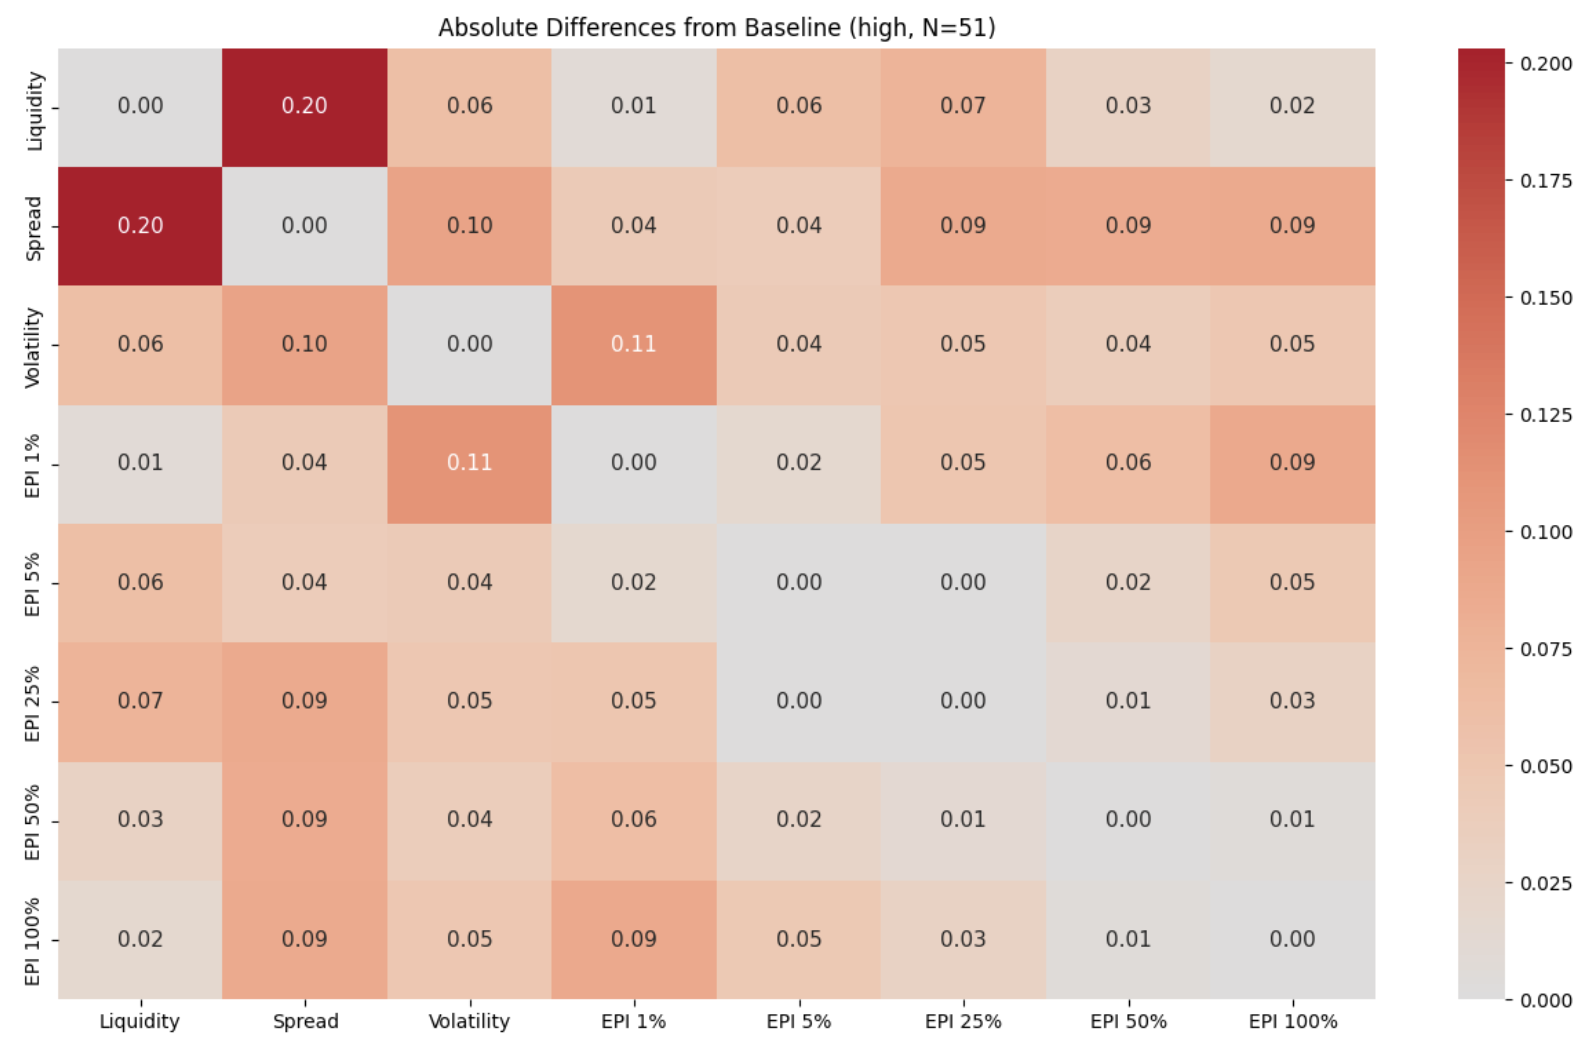 Absolute Differences from Baseline (high, N=51)
Liquidity 0.00 0.20 0.06 0.01 0.06 0.07 0.03 0.02
Spread 0.20 0.00 0.10 0.04 0.04 0.09 0.09 0.09
Volatility 0.06 0.10 0.00 0.11 0.04 0.05 0.04 0.05
EPI 1% 0.01 0.04 0.11 0.00 0.02 0.05 0.06 0.09
EPI 5% 0.06 0.04 0.04 0.02 0.00 0.00 0.02 0.05
EPI 25% 0.07 0.09 0.05 0.05 0.00 0.00 0.01 0.03
EPI 50% 0.03 0.09 0.04 0.06 0.02 0.01 0.00 0.01
EPI 100% 0.02 0.09 0.05 0.09 0.05 0.03 0.01 0.00
Liquidity Spread Volatility EPI 1% EPI 5% EPI 25% EPI 50% EPI 100%
0.200
0.175
0.150
0.125
0.100
0.075
0.050
0.025
0.000